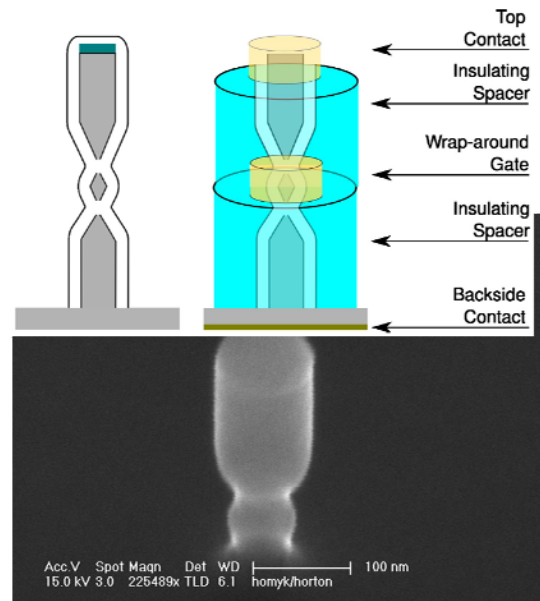 Top
Contact
Insulating
Spacer
Wrap-around
Gate
Insulating
Spacer
Backside
Contact
Acc.V Spot Magn Det WD
15.0 kV 3.0 225489x TLD 6.1 homyk/horton
100 nm